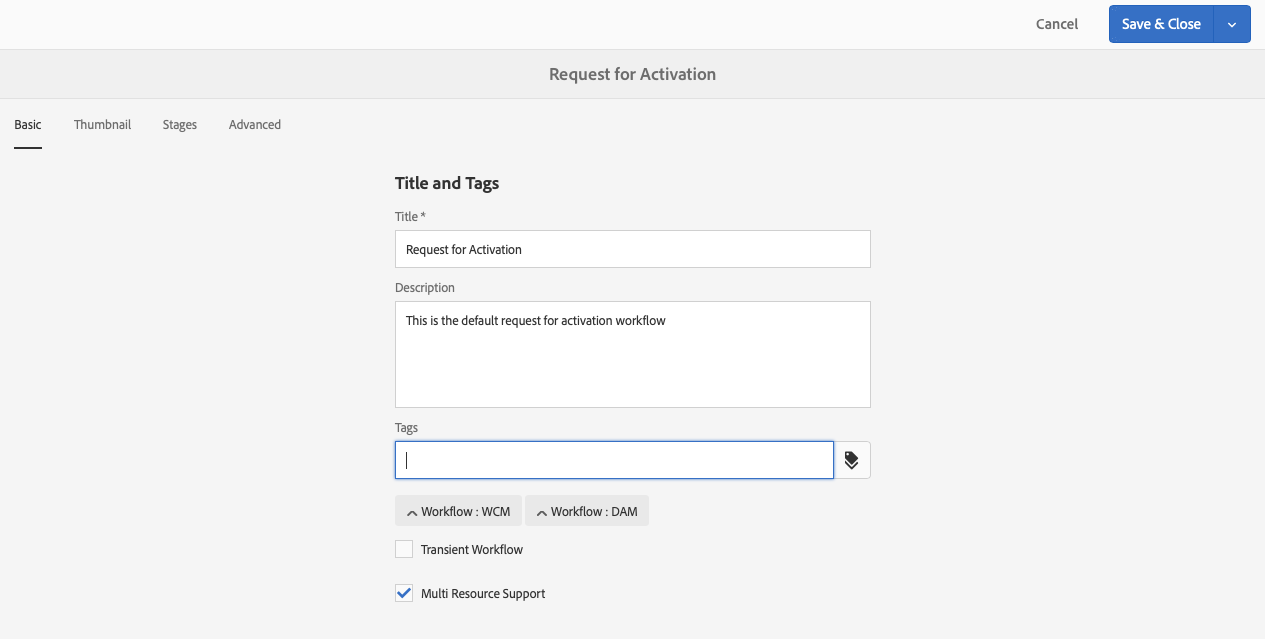 Cancel
Save & Close
Request for Activation
Basic Thumbnail Stages Advanced
Title and Tags
Title *
Request for Activation
Description
This is the default request for activation workflow
Tags
Workflow : WCM Workflow : DAM
Transient Workflow
Multi Resource Support